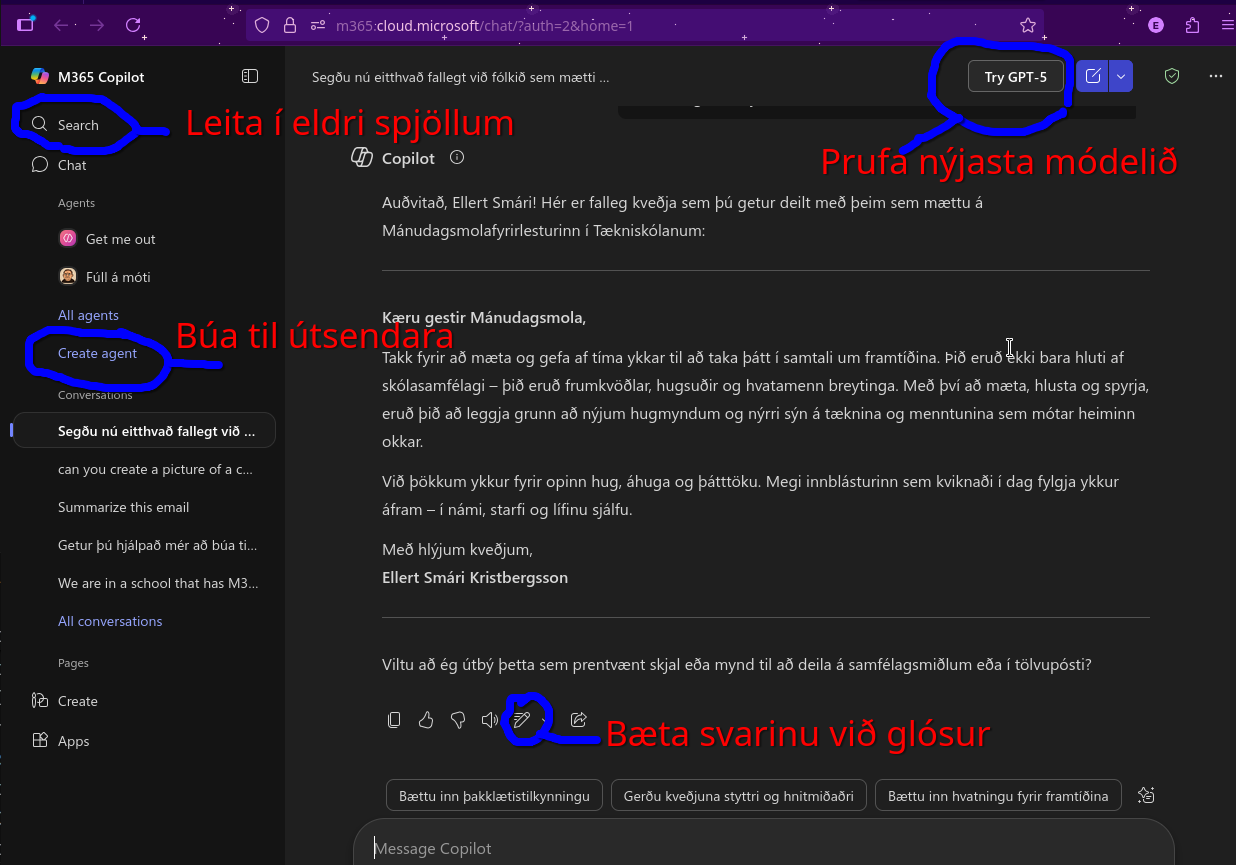 m365.cloud.microsoft/chat/?auth=2&home=1
E
M365 Copilot
Segðu nú eitthvað fallegt við fólkið sem mætti ...
Try GPT-5
Search
Leita í eldri spjöllum
Prufa nýjasta módelið
Chat
Agents
Get me out
Fúll á móti
All agents
Búa til útsendara
Create agent
Conversations
Segðu nú eitthvað fallegt við ...
can you create a picture of a c...
Summarize this email
Getur þú hjálpað mér að búa ti...
We are in a school that has M3...
All conversations
Pages
Create
Apps
Copilot
Auðvitað, Ellert Smári! Hér er falleg kveðja sem þú getur deilt með þeim sem mættu á
Mánudagsmolafyrirlesturinn í Tækniskólanum:
Kæru gestir Mánudagsmola,
Takk fyrir að mæta og gefa af tíma ykkar til að taka þátt í samtali um framtíðina. Þið eruð ekki bara hluti af
skólasamfélagi – þið eruð frumkvöðlar, hugsuðir og hvatamenn breytinga. Með því að mæta, hlusta og spyrja,
eruð þið að leggja grunn að nýjum hugmyndum og nýrri sýn á tæknina og menntunina sem mótar heiminn
okkar.
Við þökkum ykkur fyrir opinn hug, áhuga og þátttöku. Megi innblásturinn sem kviknaði í dag fylgja ykkur
áfram – í námi, starfi og lífinu sjálfu.
Með hlýjum kveðjum,
Ellert Smári Kristbergsson
Viltu að ég útbý þetta sem prentvænt skjal eða mynd til að deila á samfélagsmiðlum eða í tölvupósti?
Bæta svarinu við glósur
Bættu inn þakklætistilkynningu
Gerðu kveðjuna styttri og hnitmiðaðri
Bættu inn hvatningu fyrir framtíðina
Message Copilot